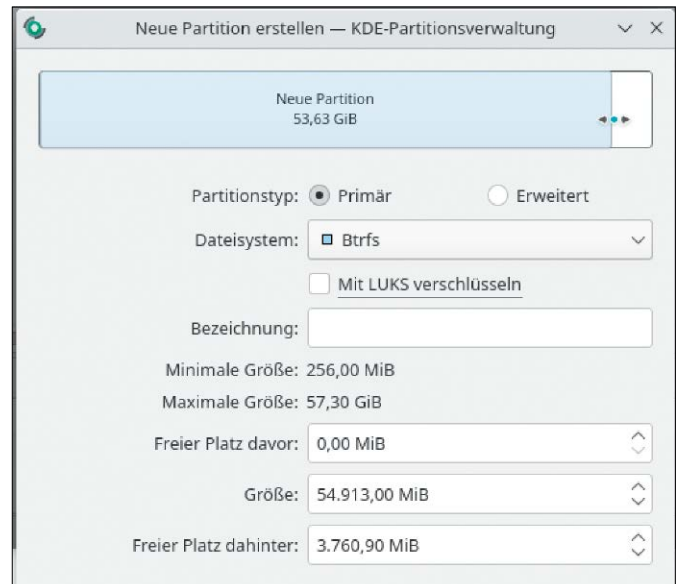 Neue Partition erstellen — KDE-Partitionsverwaltung
Neue Partition
53,63 GiB
Partitionstyp: Primär Erweitert
Dateisystem: Btrfs
Mit LUKS verschlüsseln
Bezeichnung:
Minimale Größe: 256,00 MiB
Maximale Größe: 57,30 GiB
Freier Platz davor: 0,00 MiB
Größe: 54.913,00 MiB
Freier Platz dahinter: 3.760,90 MiB